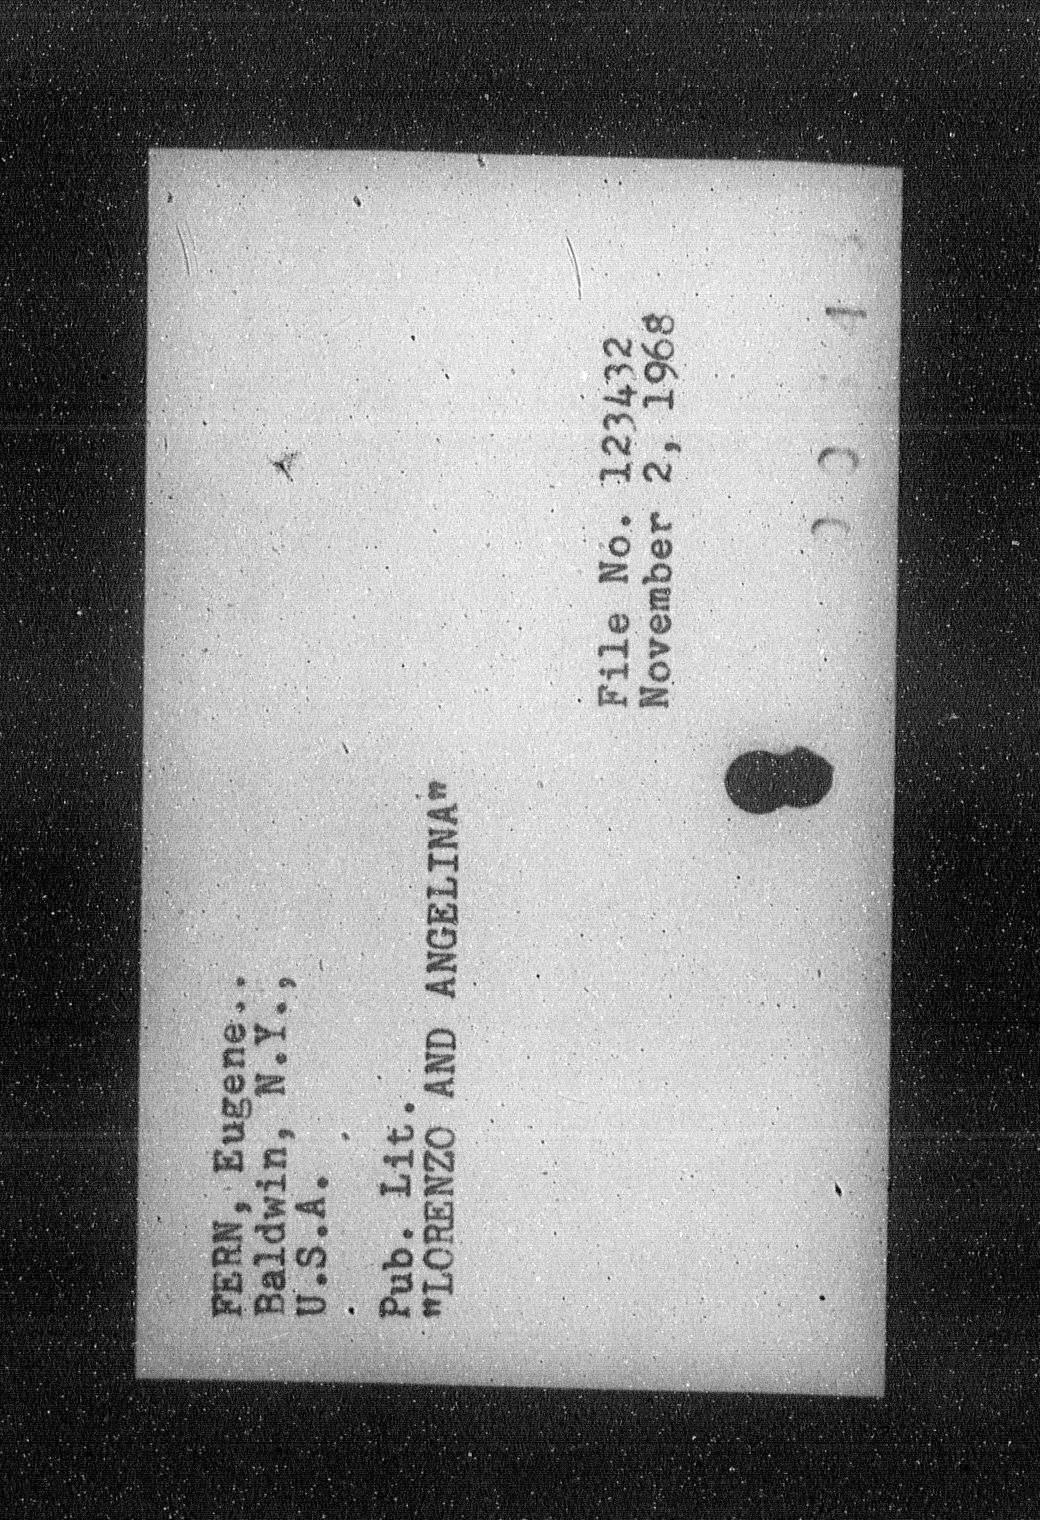 FERN, Eugene..
Baldwin, N.Y.,
U.S.A.
Pub. Lit.
"LORENZO AND ANGELINA"
File No. 123432
November 2, 1968